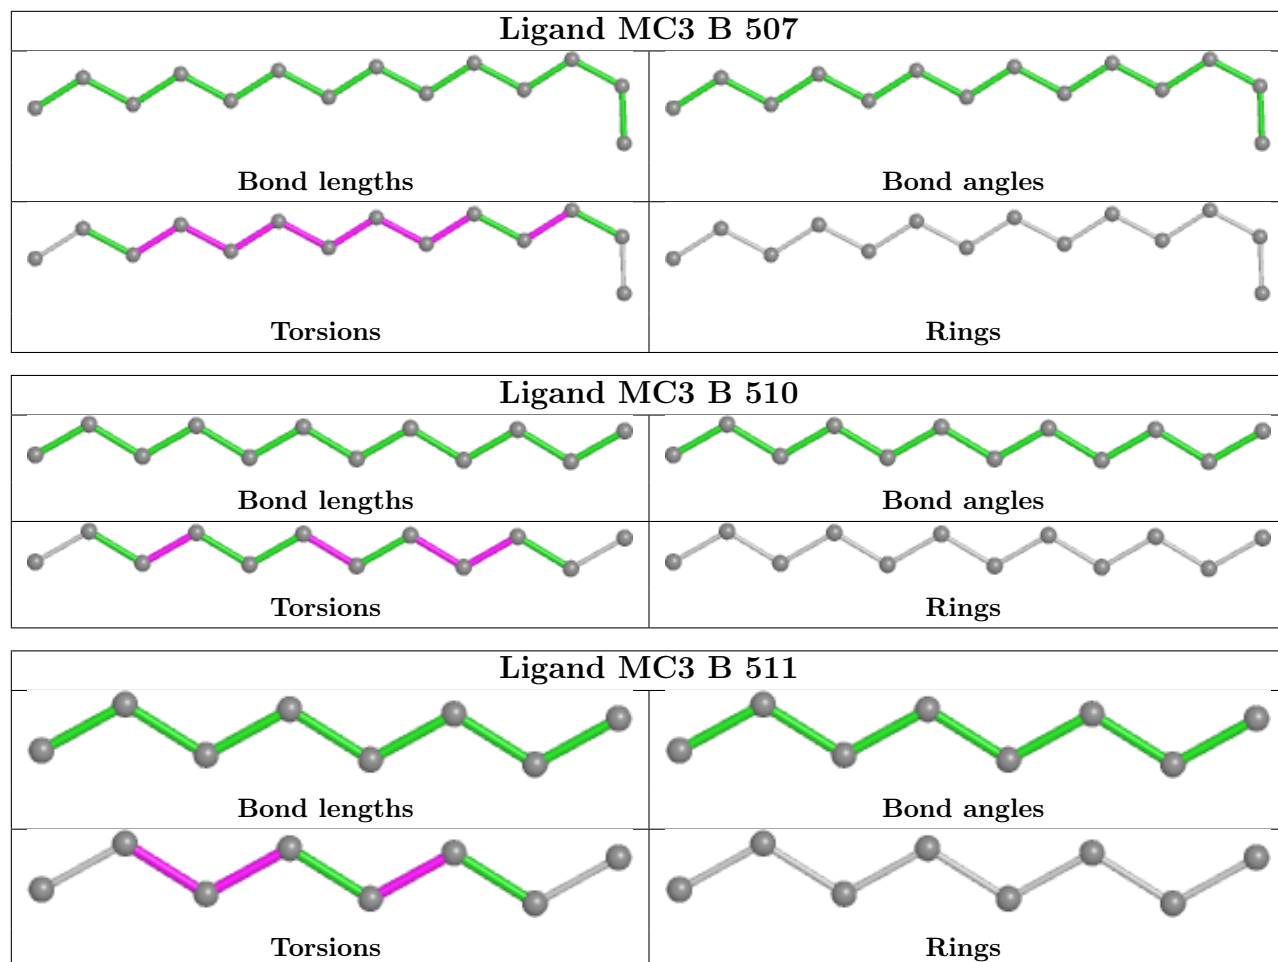 Ligand MC3 B 507
Bond lengths
Bond angles
Torsions
Rings
Ligand MC3 B 510
Bond lengths
Bond angles
Torsions
Rings
Ligand MC3 B 511
Bond lengths
Bond angles
Torsions
Rings